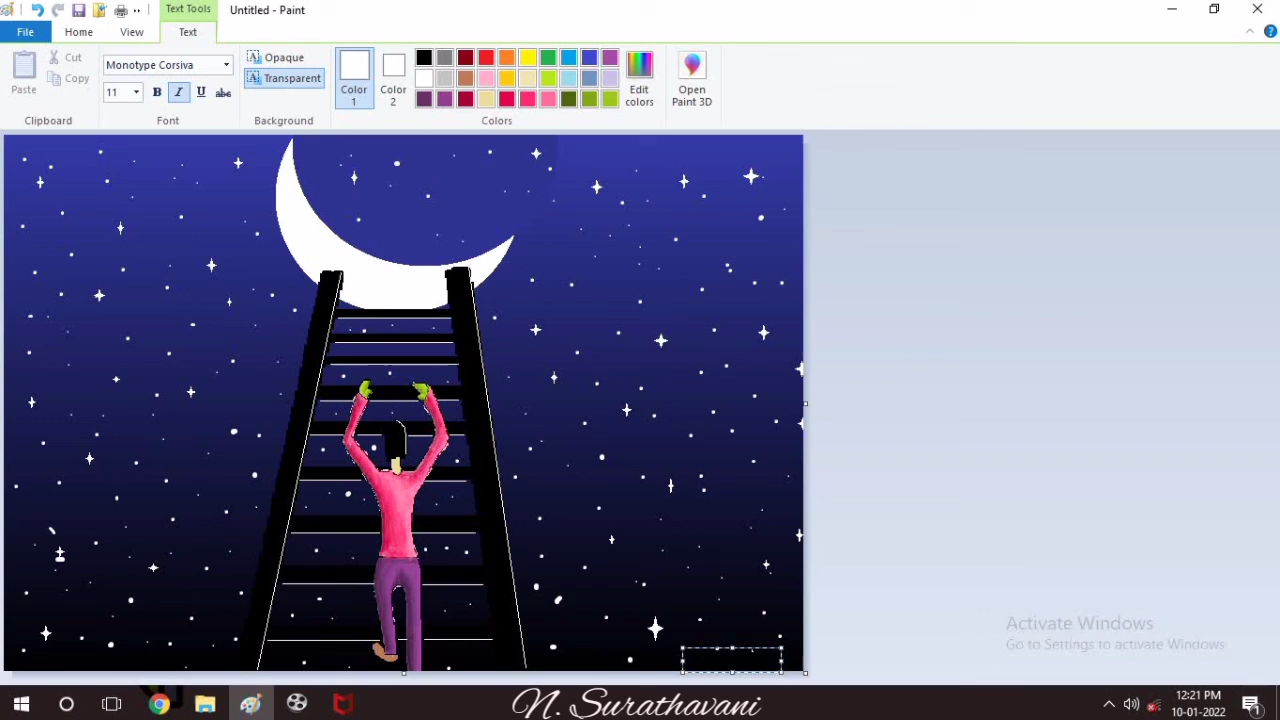 Text Tools
Untitled - Paint
File
Home
View
Text
Paste
Cut
Copy
Clipboard
Monotype Corsiva
11
B I U abc
Font
Opaque
Transparent
Background
Color 1
Color 2
Edit colors
Colors
Open Paint 3D
Activate Windows
Go to Settings to activate Windows.
N. Surathavani
12:21 PM
10-01-2022
1